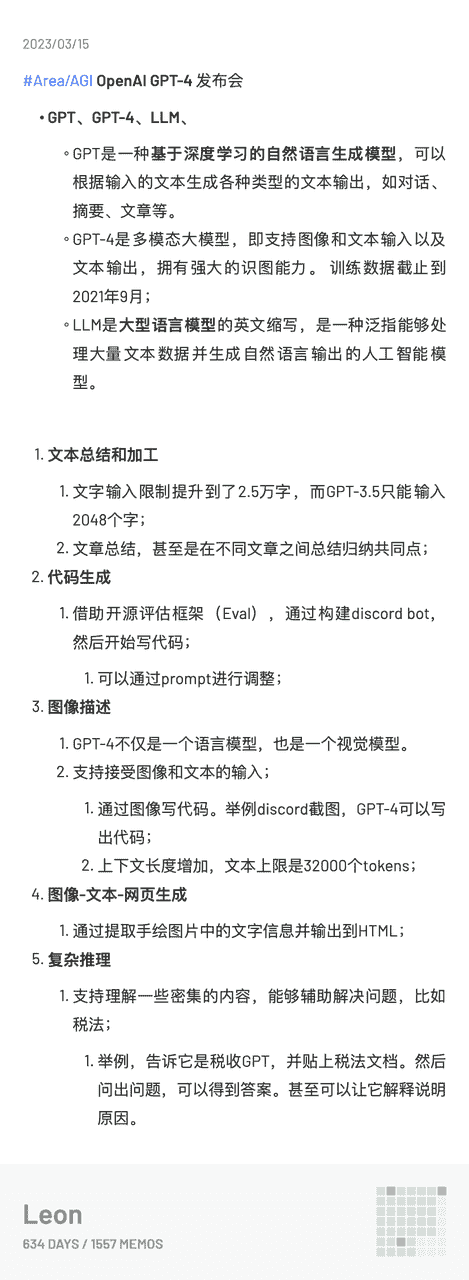 2023/03/15
#Area/AGI OpenAI GPT-4 发布会
• GPT、GPT-4、LLM、
◦ GPT是一种基于深度学习的自然语言生成模型，可以
根据输入的文本生成各种类型的文本输出，如对话、
摘要、文章等。
◦ GPT-4是多模态大模型，即支持图像和文本输入以及
文本输出，拥有强大的识图能力。 训练数据截止到
2021年9月；
◦ LLM是大型语言模型的英文缩写，是一种泛指能够处
理大量文本数据并生成自然语言输出的人工智能模
型。
1. 文本总结和加工
1. 文字输入限制提升到了2.5万字，而GPT-3.5只能输入
2048个字；
2. 文章总结，甚至是在不同文章之间总结归纳共同点；
2. 代码生成
1. 借助开源评估框架（Eval），通过构建discord bot，
然后开始写代码；
1. 可以通过prompt进行调整；
3. 图像描述
1. GPT-4不仅是一个语言模型，也是一个视觉模型。
2. 支持接受图像和文本的输入；
1. 通过图像写代码。举例discord截图，GPT-4可以写
出代码；
2. 上下文长度增加，文本上限是32000个tokens；
4. 图像-文本-网页生成
1. 通过提取手绘图片中的文字信息并输出到HTML；
5. 复杂推理
1. 支持理解一些密集的内容，能够辅助解决问题，比如
税法；
1. 举例，告诉它是税收GPT，并贴上税法文档。然后
问出问题，可以得到答案。甚至可以让它解释说明
原因。
Leon
634 DAYS / 1557 MEMOS